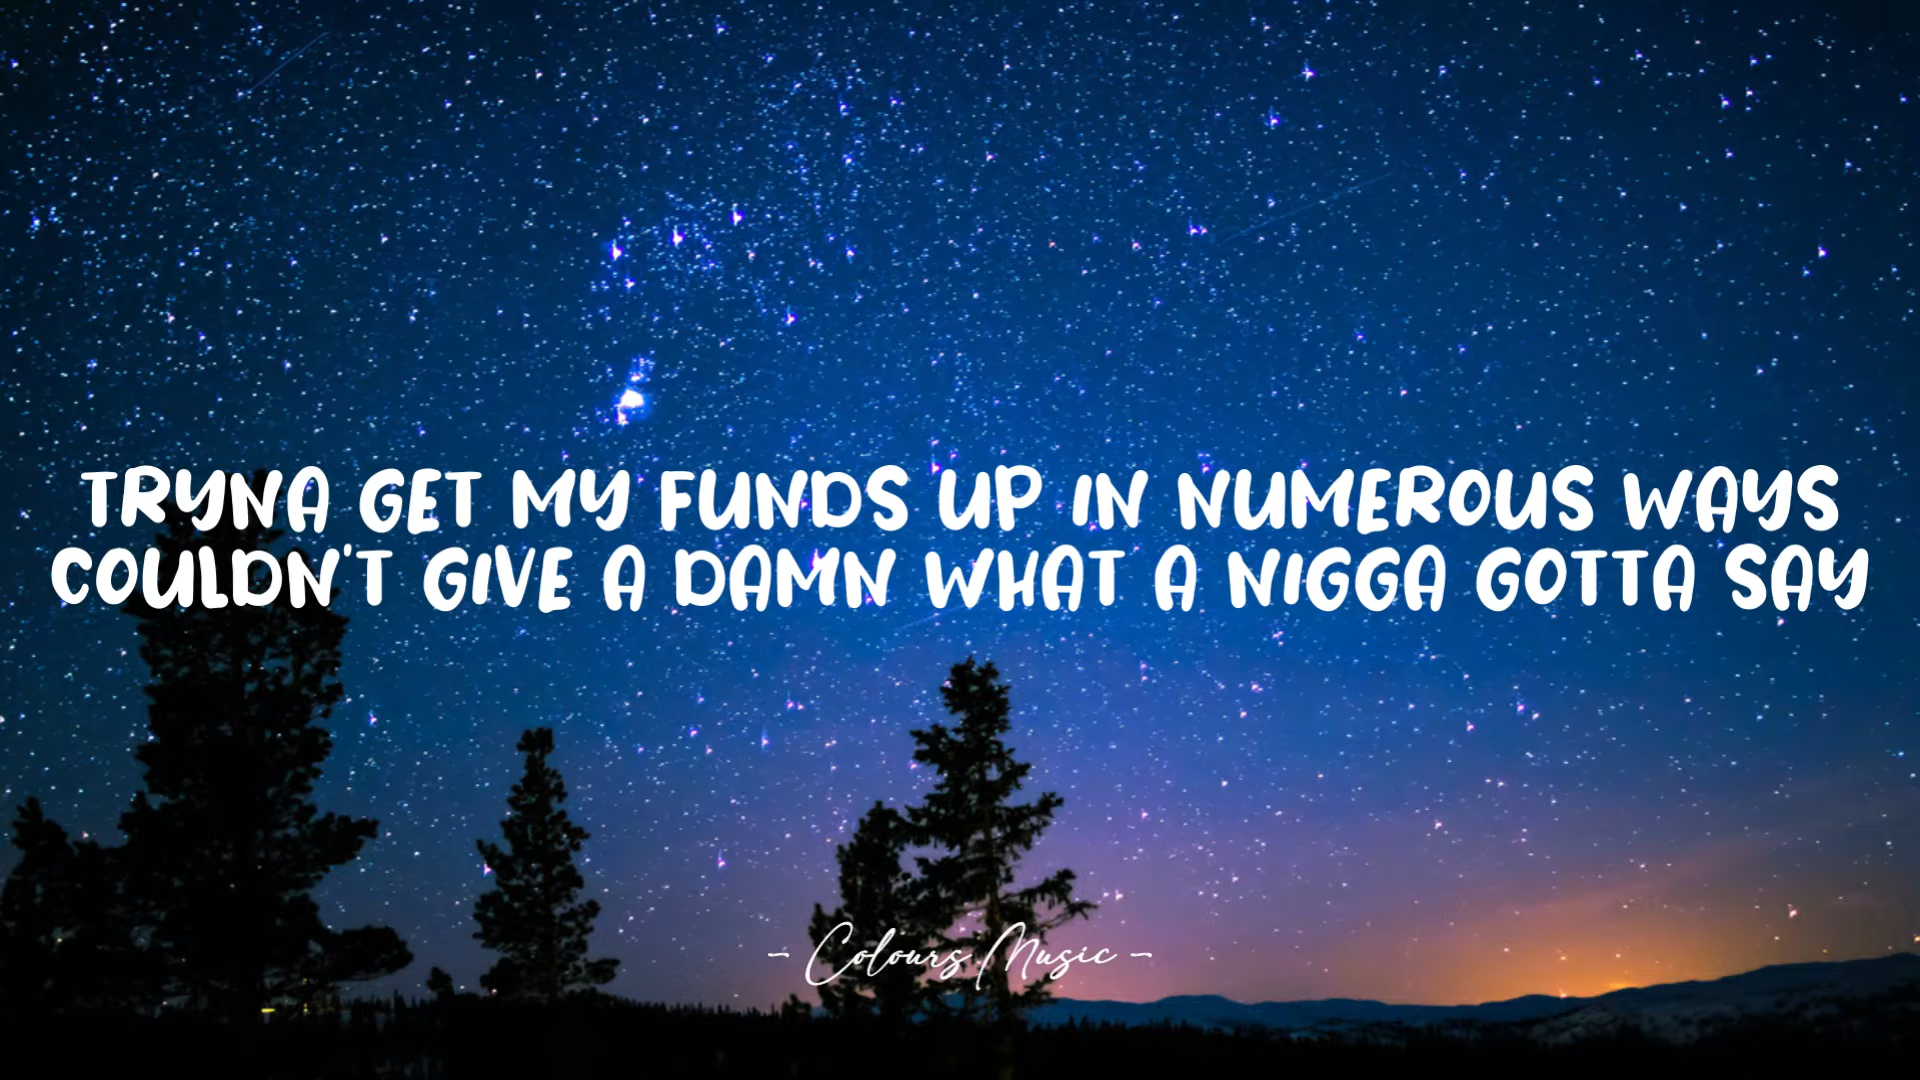 TRYNA GET MY FUNDS UP IN NUMEROUS WAYS
COULDN'T GIVE A DAMN WHAT A NIGGA GOTTA SAY
- Colours Music -